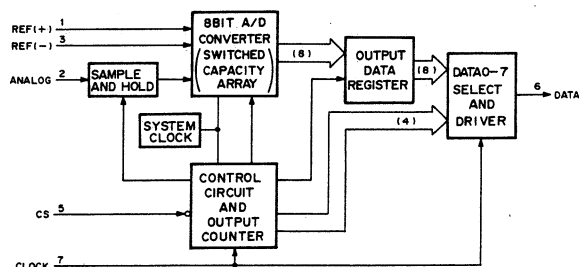 REF(+) 1
REF(-) 3
ANALOG 2
SAMPLE
AND HOLD
8BIT A/D
CONVERTER
(SWITCHED
CAPACITY
ARRAY)
(8)
OUTPUT
DATA
REGISTER
(8)
DATA0-7
SELECT
AND
DRIVER
6 DATA
SYSTEM
CLOCK
(4)
CONTROL
CIRCUIT
AND
OUTPUT
COUNTER
CS 5
CLOCK 7